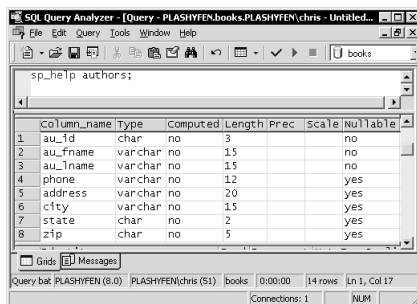 SQL Query Analyzer - [Query - PLASHYFEN.books.PLASHYFEN\chris - Untitled...
File Edit Query Tools Window Help
books
sp_help authors;
Column_name Type Computed Length Prec Scale Nullable
1 au_id char no 3 no
2 au_fname varchar no 15 no
3 au_lname varchar no 15 no
4 phone varchar no 12 yes
5 address varchar no 20 yes
6 city varchar no 15 yes
7 state char no 2 yes
8 zip char no 5 yes
Grids Messages
Query bat PLASHYFEN (8.0) PLASHYFEN\chris (51) books 0:00:00 14 rows Ln 1, Col 17
Connections: 1 NUM